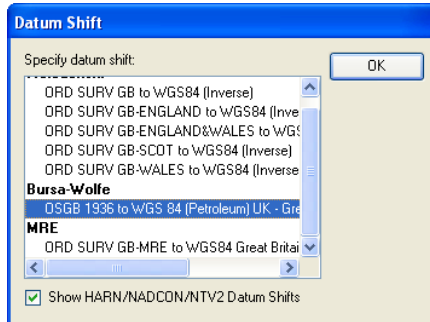 Datum Shift
Specify datum shift:
OK
ORD SURV GB to WGS84 (Inverse)
ORD SURV GB-ENGLAND to WGS84 (Inve
ORD SURV GB-ENGLAND&WALES to WGS
ORD SURV GB-SCOT to WGS84 (Inverse)
ORD SURV GB-WALES to WGS84 (Inverse
Bursa-Wolfe
OSGB 1936 to WGS 84 (Petroleum) UK - Gre
MRE
ORD SURV GB-MRE to WGS84 Great Britai
Show HARN/NADCON/NTV2 Datum Shifts